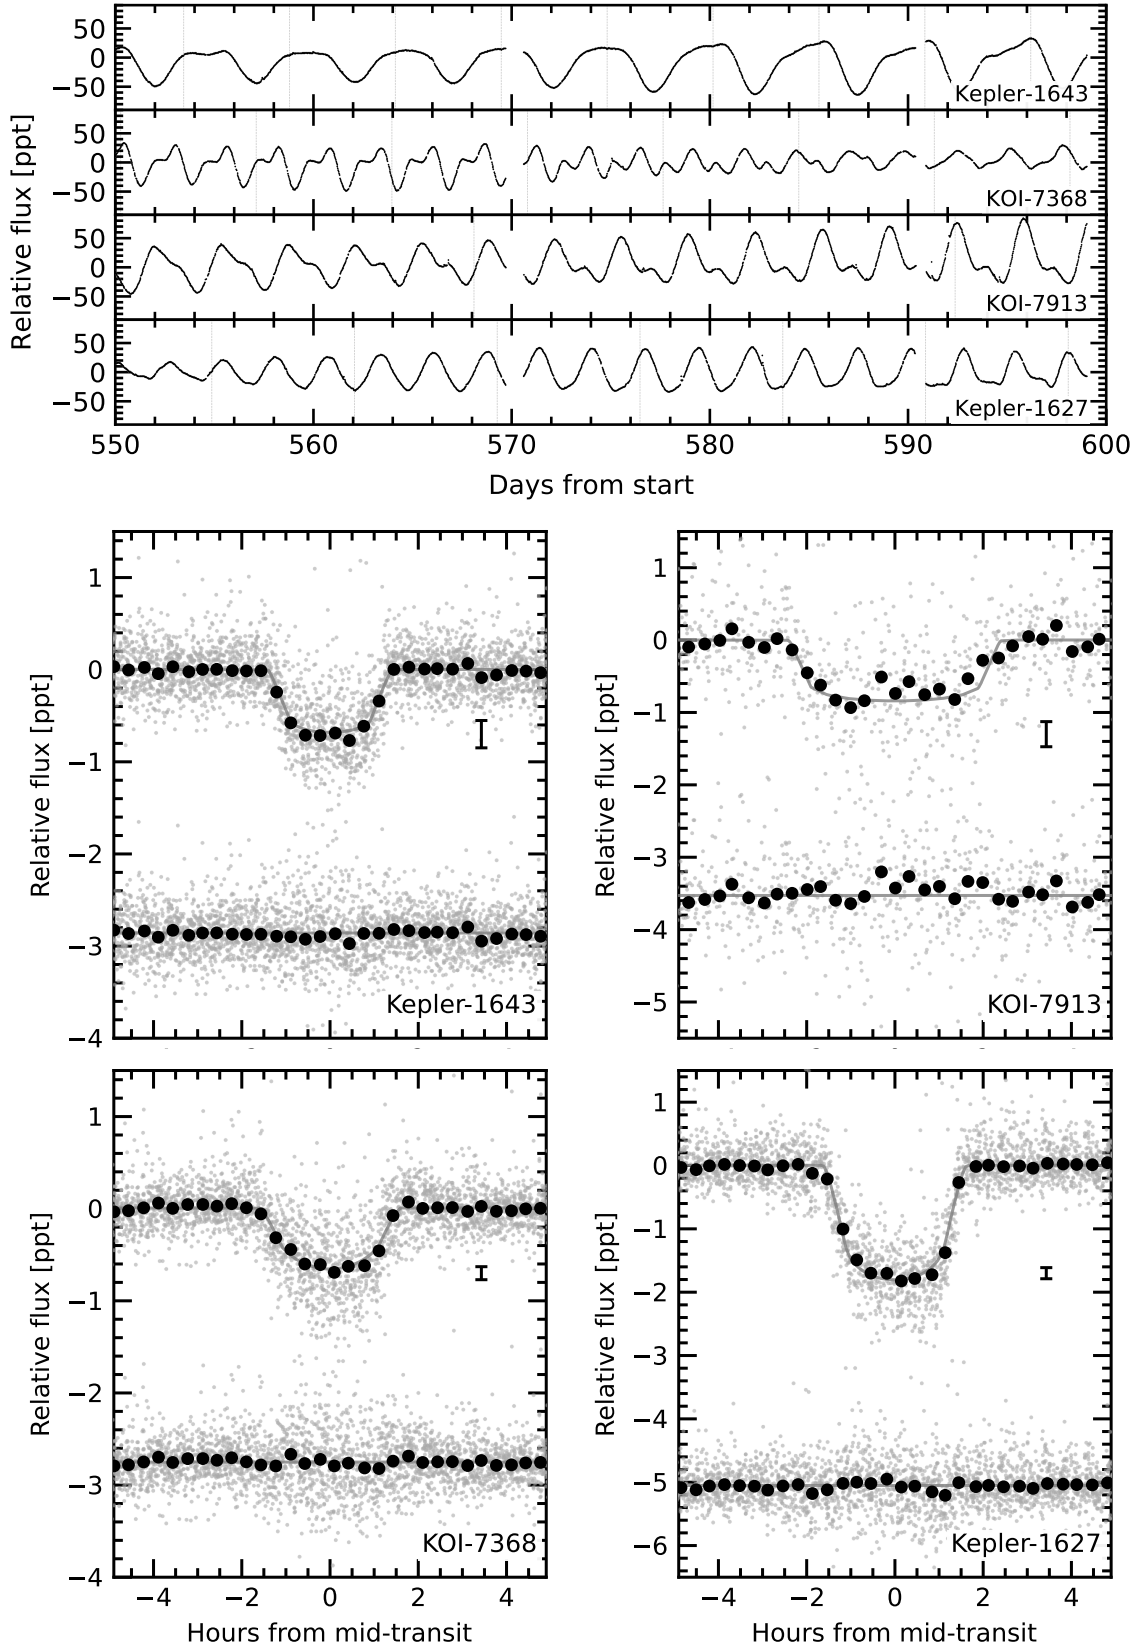 50
0
−50
Kepler-1643
50
0
−50
KOI-7368
50
0
−50
KOI-7913
50
0
−50
Kepler-1627
Relative flux [ppt]
550 560 570 580 590 600
Days from start
1
0
−1
−2
−3
−4
Relative flux [ppt]
Kepler-1643
1
0
−1
−2
−3
−4
−5
Relative flux [ppt]
KOI-7913
1
0
−1
−2
−3
−4
Relative flux [ppt]
KOI-7368
−4 −2 0 2 4
Hours from mid-transit
1
0
−1
−2
−3
−4
−5
−6
Relative flux [ppt]
Kepler-1627
−4 −2 0 2 4
Hours from mid-transit